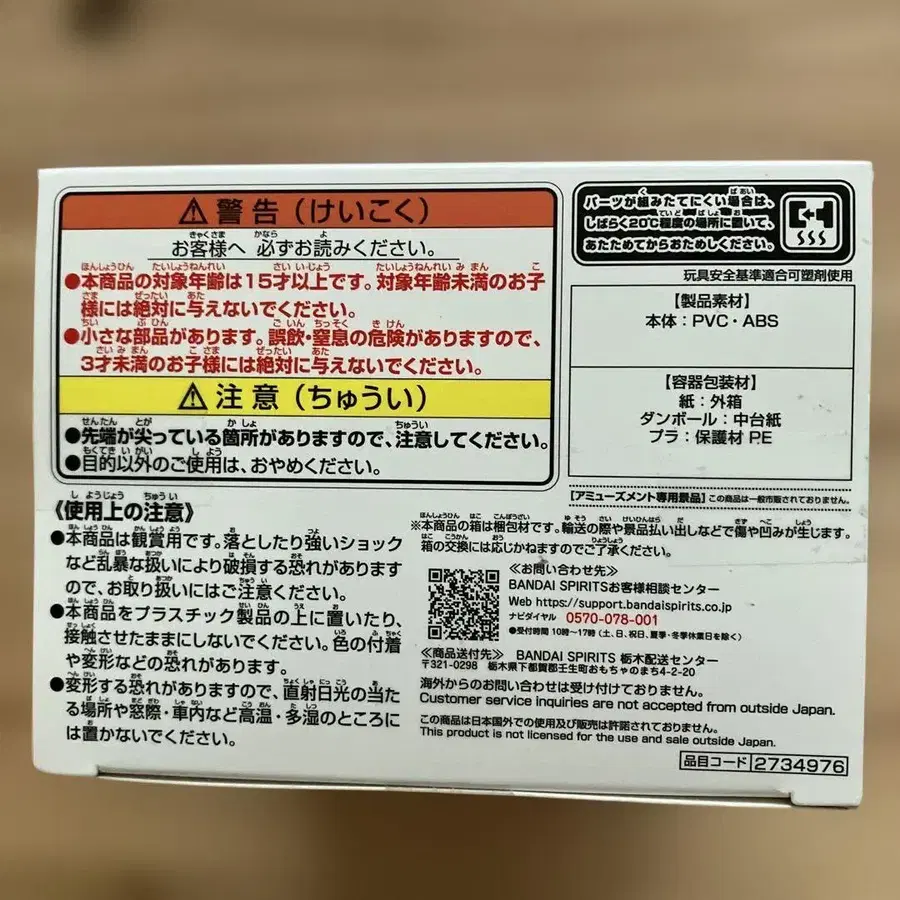 ⚠警告（けいこく）
お客様へ 必ずお読みください。
●本商品の対象年齢は15才以上です。対象年齢未満のお子
様には絶対に与えないでください。
●小さな部品があります。誤飲・窒息の危険がありますので、
3才未満のお子様には絶対に与えないでください。
⚠注意（ちゅうい）
●先端が尖っている箇所がありますので、注意してください。
●目的以外のご使用は、おやめください。
パーツが組みたてにくい場合は、
しばらく20℃程度の場所に置いて、
あたためてからおためしください。
玩具安全基準適合可塑剤使用
【製品素材】
本体：PVC・ABS
【容器包装材】
紙：外箱
ダンボール：中台紙
プラ：保護材 PE
【アミューズメント専用景品】この商品は一般市販されておりません。
《使用上の注意》
●本商品は観賞用です。落としたり強いショック
など乱暴な扱いにより破損する恐れがあります
ので、お取り扱いにはご注意ください。
●本商品をプラスチック製品の上に置いたり、
接触させたままにしないでください。色の付着
や変形などの恐れがあります。
●変形する恐れがありますので、直射日光の当た
る場所や窓際・車内など高温・多湿のところに
は置かないでください。
※本商品の箱は梱包材です。輸送の際や景品払い出しなどで傷や凹みが生じます。
箱の交換には応じかねますのでご了承ください。
≪お問い合わせ先≫
BANDAI SPIRITSお客様相談センター
Web https://support.bandaispirits.co.jp
ナビダイヤル 0570-078-001
●受付時間 10時～17時（土、日、祝日、夏季・冬季休業日を除く）
≪商品送付先≫ BANDAI SPIRITS 栃木配送センター
〒321-0298 栃木県下都賀郡壬生町おもちゃのまち4-2-20
海外からのお問い合わせは受け付けておりません。
Customer service inquiries are not accepted from outside Japan.
この商品は日本国外での使用及び販売は許諾されておりません。
This product is not licensed for the use and sale outside Japan.
品目コード 2734976